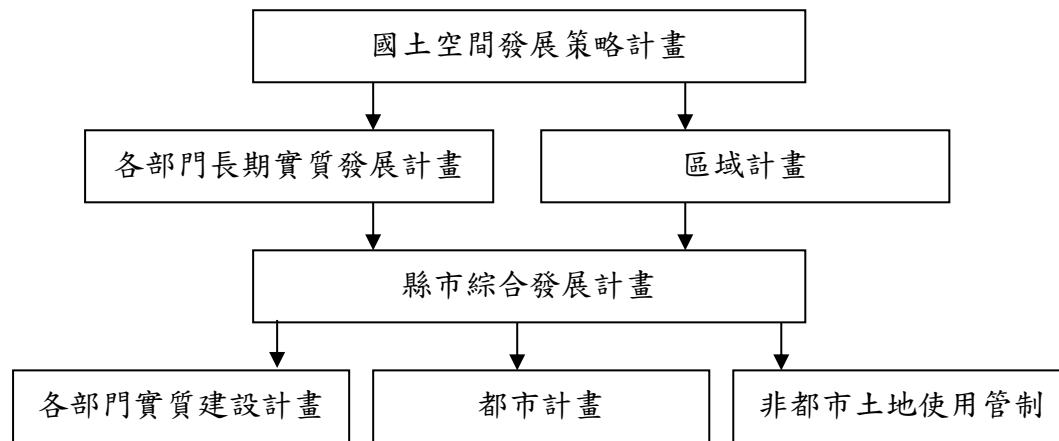 國土空間發展策略計畫
各部門長期實質發展計畫
區域計畫
縣市綜合發展計畫
各部門實質建設計畫
都市計畫
非都市土地使用管制